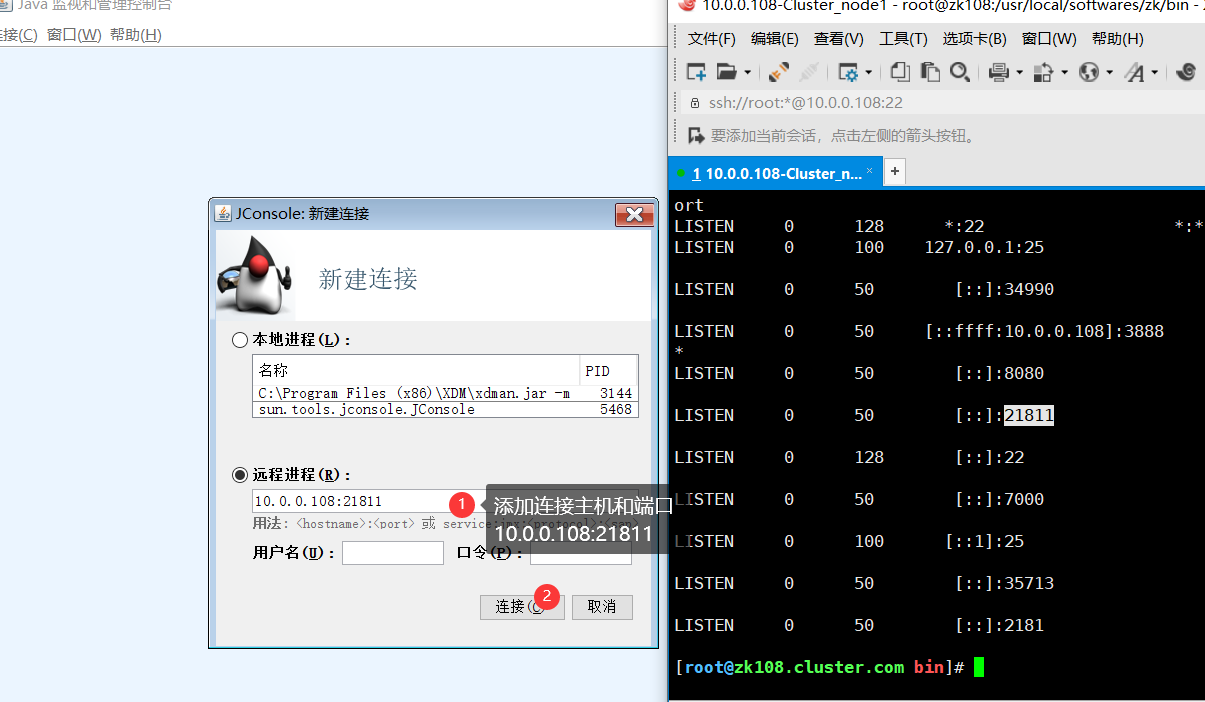 Java 监视和管理控制台
连接(C) 窗口(W) 帮助(H)
JConsole: 新建连接
新建连接
本地进程(L):
名称 PID
C:\Program Files (x86)\XDM\xdman.jar -m 3144
sun.tools.jconsole.JConsole 5468
远程进程(R):
10.0.0.108:21811
1
添加连接主机和端口
10.0.0.108:21811
用法: <hostname>:<port> 或 service:jmx:<protocol>:<sap>
用户名(U): 口令(P):
2
连接(C) 取消
10.0.0.108-Cluster_node1 - root@zk108:/usr/local/softwares/zk/bin -
文件(F) 编辑(E) 查看(V) 工具(T) 选项卡(B) 窗口(W) 帮助(H)
ssh://root:*@10.0.0.108:22
要添加当前会话，点击左侧的箭头按钮。
1 10.0.0.108-Cluster_n... × +
ort
LISTEN 0 128 *:22 *:*
LISTEN 0 100 127.0.0.1:25
LISTEN 0 50 [::]:34990
LISTEN 0 50 [::ffff:10.0.0.108]:3888
*
LISTEN 0 50 [::]:8080
LISTEN 0 50 [::]:21811
LISTEN 0 128 [::]:22
LISTEN 0 50 [::]:7000
LISTEN 0 100 [::1]:25
LISTEN 0 50 [::]:35713
LISTEN 0 50 [::]:2181
[root@zk108.cluster.com bin]#